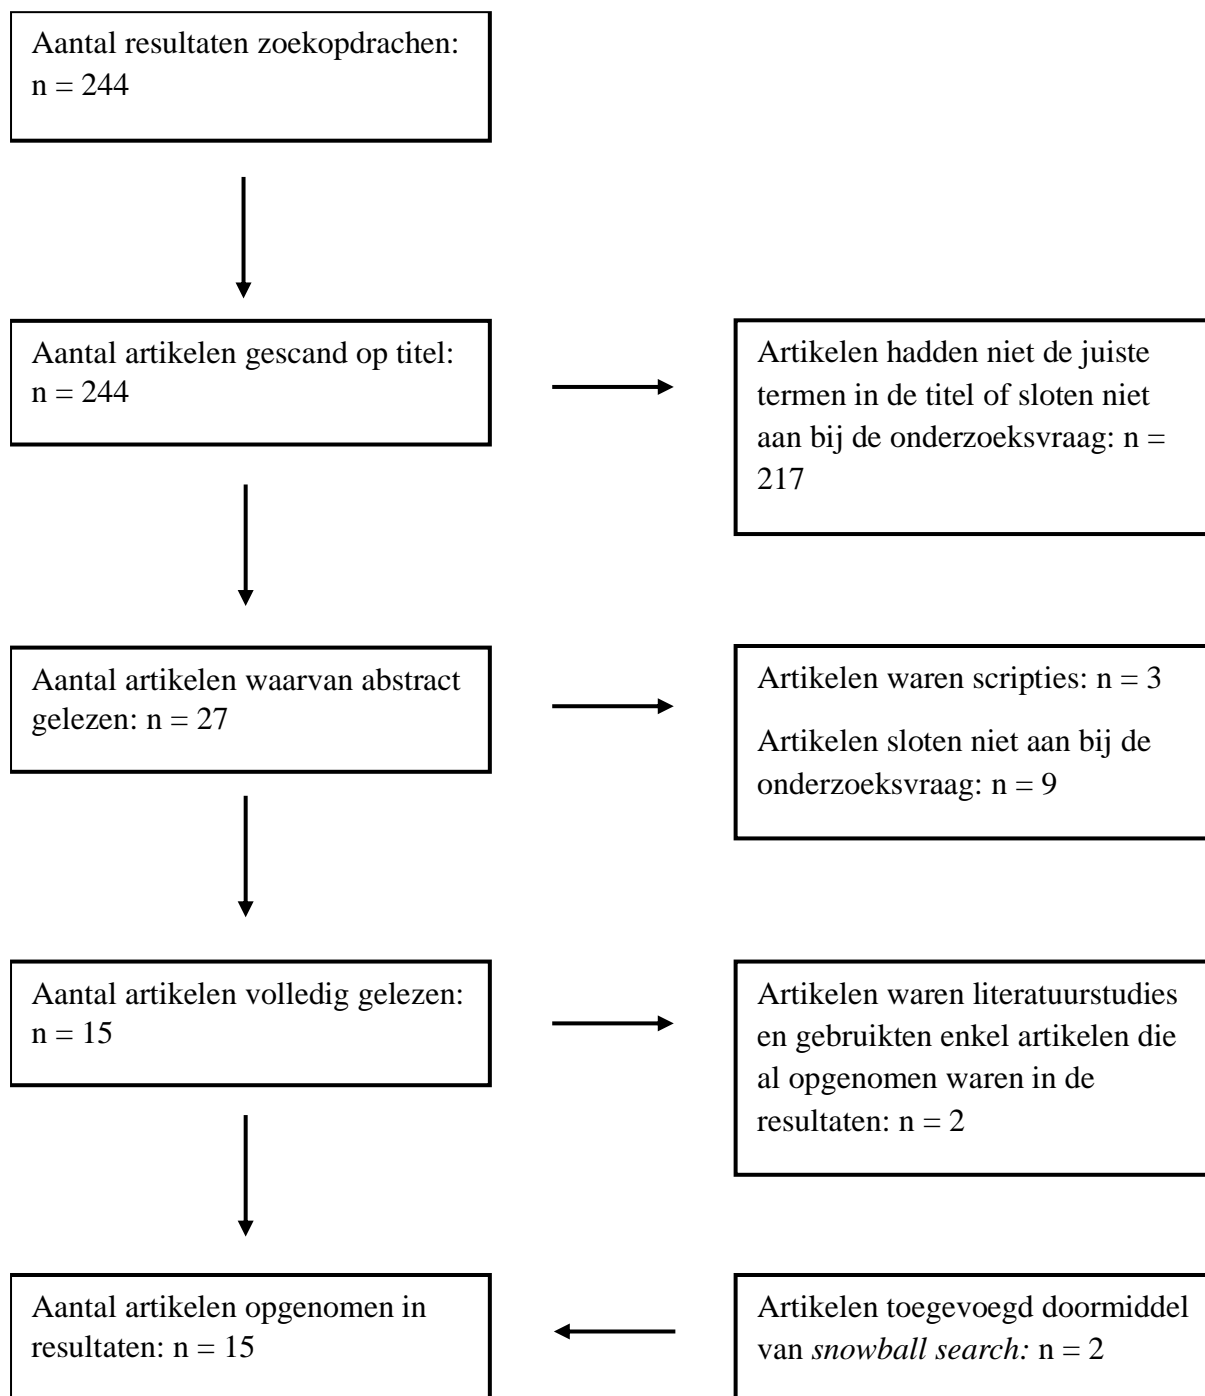 Aantal resultaten zoekopdrachen:
n = 244
Aantal artikelen gescand op titel:
n = 244
Artikelen hadden niet de juiste
termen in de titel of sloten niet
aan bij de onderzoeksvraag: n =
217
Aantal artikelen waarvan abstract
gelezen: n = 27
Artikelen waren scripties: n = 3
Artikelen sloten niet aan bij de
onderzoeksvraag: n = 9
Aantal artikelen volledig gelezen:
n = 15
Artikelen waren literatuurstudies
en gebruikten enkel artikelen die
al opgenomen waren in de
resultaten: n = 2
Aantal artikelen opgenomen in
resultaten: n = 15
Artikelen toegevoegd doormiddel
van snowball search: n = 2